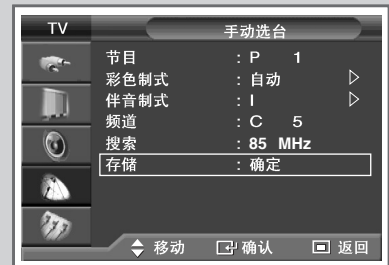 TV 手动选台
节目 : P 1
彩色制式 : 自动
伴音制式 : I
频道 : C 5
搜索 : 85 MHz
存储 : 确定
移动 确认 返回